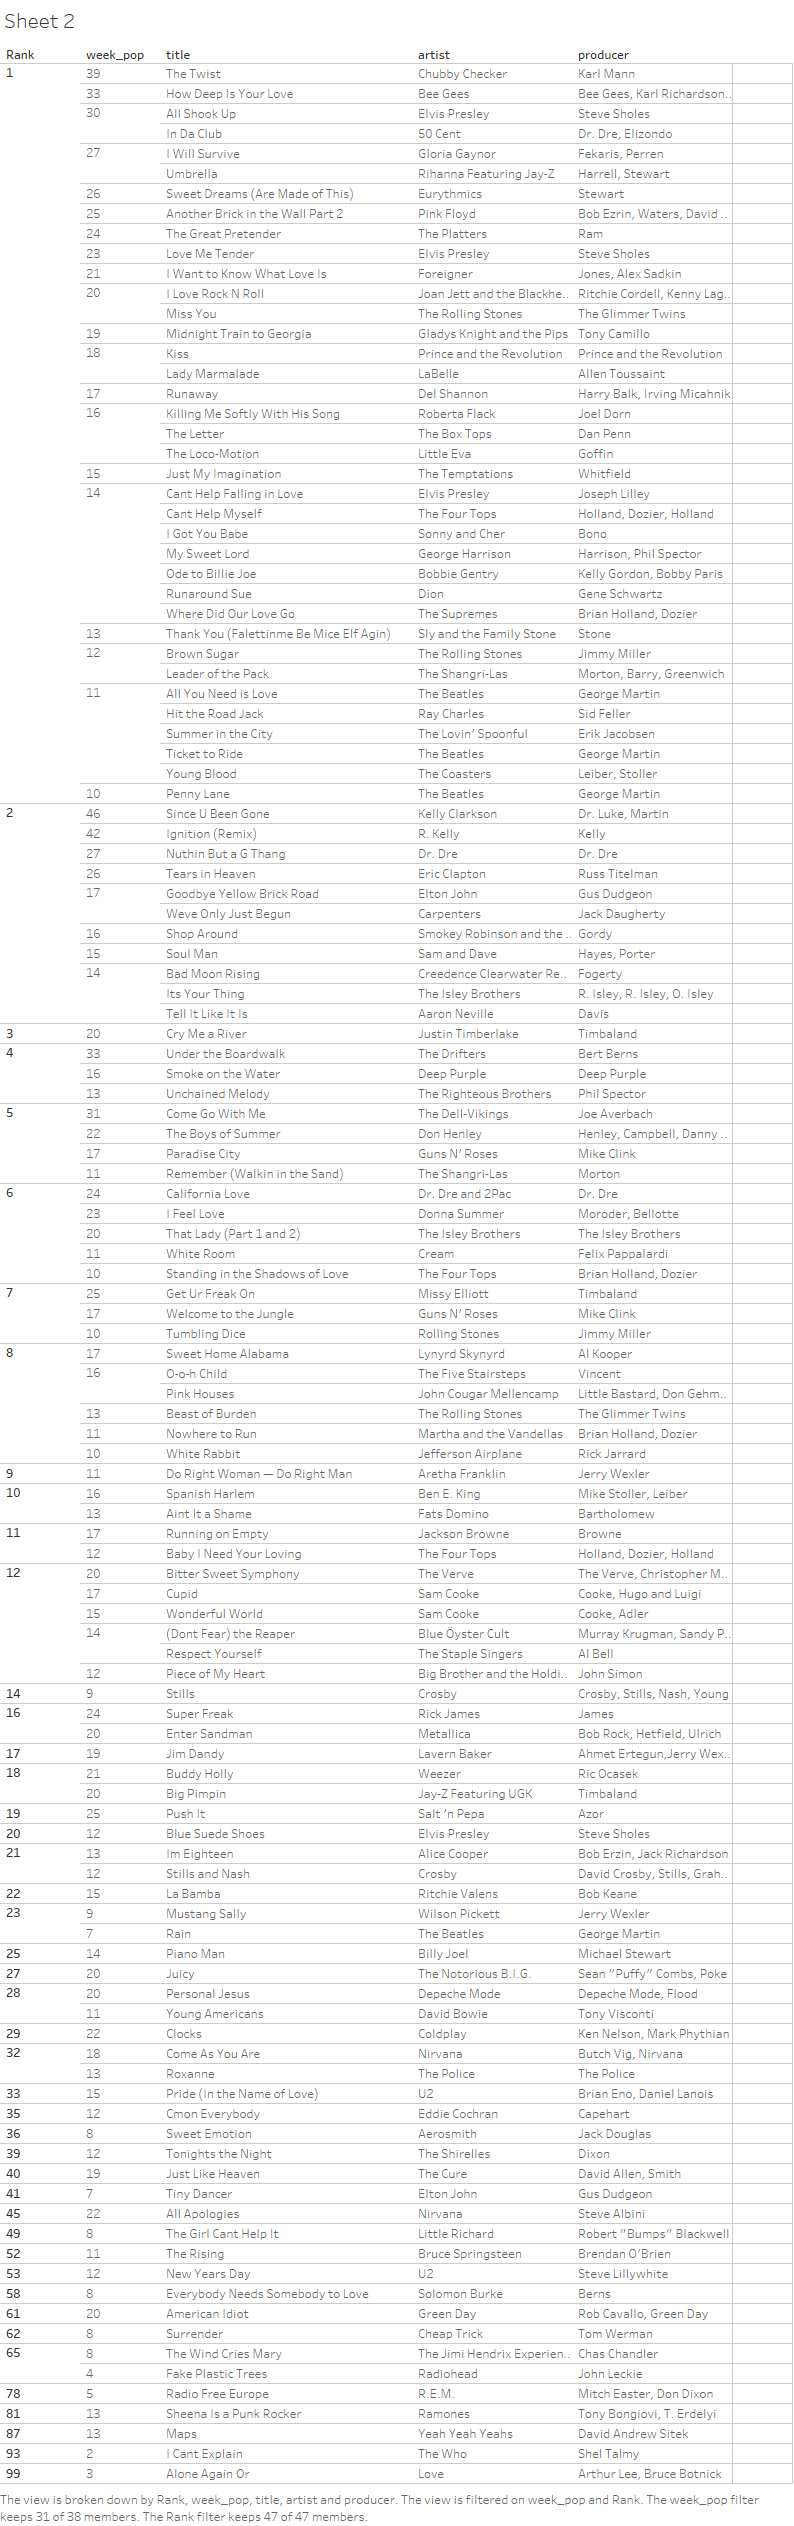 Sheet 2
Rank week_pop title artist producer
1 39 The Twist Chubby Checker Karl Mann
33 How Deep Is Your Love Bee Gees Bee Gees, Karl Richardson..
30 All Shook Up Elvis Presley Steve Sholes
In Da Club 50 Cent Dr. Dre, Elizondo
27 I Will Survive Gloria Gaynor Fekaris, Perren
Umbrella Rihanna Featuring Jay-Z Harrell, Stewart
26 Sweet Dreams (Are Made of This) Eurythmics Stewart
25 Another Brick in the Wall Part 2 Pink Floyd Bob Ezrin, Waters, David ..
24 The Great Pretender The Platters Ram
23 Love Me Tender Elvis Presley Steve Sholes
21 I Want to Know What Love Is Foreigner Jones, Alex Sadkin
20 I Love Rock N Roll Joan Jett and the Blackhe.. Ritchie Cordell, Kenny Lag..
Miss You The Rolling Stones The Glimmer Twins
19 Midnight Train to Georgia Gladys Knight and the Pips Tony Camillo
18 Kiss Prince and the Revolution Prince and the Revolution
Lady Marmalade LaBelle Allen Toussaint
17 Runaway Del Shannon Harry Balk, Irving Micahnik
16 Killing Me Softly With His Song Roberta Flack Joel Dorn
The Letter The Box Tops Dan Penn
The Loco-Motion Little Eva Goffin
15 Just My Imagination The Temptations Whitfield
14 Cant Help Falling in Love Elvis Presley Joseph Lilley
Cant Help Myself The Four Tops Holland, Dozier, Holland
I Got You Babe Sonny and Cher Bono
My Sweet Lord George Harrison Harrison, Phil Spector
Ode to Billie Joe Bobbie Gentry Kelly Gordon, Bobby Paris
Runaround Sue Dion Gene Schwartz
Where Did Our Love Go The Supremes Brian Holland, Dozier
13 Thank You (Falettinme Be Mice Elf Agin) Sly and the Family Stone Stone
12 Brown Sugar The Rolling Stones Jimmy Miller
Leader of the Pack The Shangri-Las Morton, Barry, Greenwich
11 All You Need is Love The Beatles George Martin
Hit the Road Jack Ray Charles Sid Feller
Summer in the City The Lovin' Spoonful Erik Jacobsen
Ticket to Ride The Beatles George Martin
Young Blood The Coasters Leiber, Stoller
10 Penny Lane The Beatles George Martin
2 46 Since U Been Gone Kelly Clarkson Dr. Luke, Martin
42 Ignition (Remix) R. Kelly Kelly
27 Nuthin But a G Thang Dr. Dre Dr. Dre
26 Tears in Heaven Eric Clapton Russ Titelman
17 Goodbye Yellow Brick Road Elton John Gus Dudgeon
Weve Only Just Begun Carpenters Jack Daugherty
16 Shop Around Smokey Robinson and the .. Gordy
15 Soul Man Sam and Dave Hayes, Porter
14 Bad Moon Rising Creedence Clearwater Re.. Fogerty
Its Your Thing The Isley Brothers R. Isley, R. Isley, O. Isley
Tell It Like It Is Aaron Neville Davis
3 20 Cry Me a River Justin Timberlake Timbaland
4 33 Under the Boardwalk The Drifters Bert Berns
16 Smoke on the Water Deep Purple Deep Purple
13 Unchained Melody The Righteous Brothers Phil Spector
5 31 Come Go With Me The Dell-Vikings Joe Averbach
22 The Boys of Summer Don Henley Henley, Campbell, Danny ..
17 Paradise City Guns N' Roses Mike Clink
11 Remember (Walkin in the Sand) The Shangri-Las Morton
6 24 California Love Dr. Dre and 2Pac Dr. Dre
23 I Feel Love Donna Summer Moroder, Bellotte
20 That Lady (Part 1 and 2) The Isley Brothers The Isley Brothers
11 White Room Cream Felix Pappalardi
10 Standing in the Shadows of Love The Four Tops Brian Holland, Dozier
7 25 Get Ur Freak On Missy Elliott Timbaland
17 Welcome to the Jungle Guns N' Roses Mike Clink
10 Tumbling Dice Rolling Stones Jimmy Miller
8 17 Sweet Home Alabama Lynyrd Skynyrd Al Kooper
16 O-o-h Child The Five Stairsteps Vincent
Pink Houses John Cougar Mellencamp Little Bastard, Don Gehm..
13 Beast of Burden The Rolling Stones The Glimmer Twins
11 Nowhere to Run Martha and the Vandellas Brian Holland, Dozier
10 White Rabbit Jefferson Airplane Rick Jarrard
9 11 Do Right Woman — Do Right Man Aretha Franklin Jerry Wexler
10 16 Spanish Harlem Ben E. King Mike Stoller, Leiber
13 Aint It a Shame Fats Domino Bartholomew
11 17 Running on Empty Jackson Browne Browne
12 Baby I Need Your Loving The Four Tops Holland, Dozier, Holland
12 20 Bitter Sweet Symphony The Verve The Verve, Christopher M..
17 Cupid Sam Cooke Cooke, Hugo and Luigi
15 Wonderful World Sam Cooke Cooke, Adler
14 (Dont Fear) the Reaper Blue Öyster Cult Murray Krugman, Sandy P..
Respect Yourself The Staple Singers Al Bell
12 Piece of My Heart Big Brother and the Holdi.. John Simon
14 9 Stills Crosby Crosby, Stills, Nash, Young
16 24 Super Freak Rick James James
20 Enter Sandman Metallica Bob Rock, Hetfield, Ulrich
17 19 Jim Dandy Lavern Baker Ahmet Ertegun,Jerry Wex..
18 21 Buddy Holly Weezer Ric Ocasek
20 Big Pimpin Jay-Z Featuring UGK Timbaland
19 25 Push It Salt 'n Pepa Azor
20 12 Blue Suede Shoes Elvis Presley Steve Sholes
21 13 Im Eighteen Alice Cooper Bob Erzin, Jack Richardson
12 Stills and Nash Crosby David Crosby, Stills, Grah..
22 15 La Bamba Ritchie Valens Bob Keane
23 9 Mustang Sally Wilson Pickett Jerry Wexler
7 Rain The Beatles George Martin
25 14 Piano Man Billy Joel Michael Stewart
27 20 Juicy The Notorious B.I.G. Sean "Puffy" Combs, Poke
28 20 Personal Jesus Depeche Mode Depeche Mode, Flood
11 Young Americans David Bowie Tony Visconti
29 22 Clocks Coldplay Ken Nelson, Mark Phythian
32 18 Come As You Are Nirvana Butch Vig, Nirvana
13 Roxanne The Police The Police
33 15 Pride (In the Name of Love) U2 Brian Eno, Daniel Lanois
35 12 Cmon Everybody Eddie Cochran Capehart
36 8 Sweet Emotion Aerosmith Jack Douglas
39 12 Tonights the Night The Shirelles Dixon
40 19 Just Like Heaven The Cure David Allen, Smith
41 7 Tiny Dancer Elton John Gus Dudgeon
45 22 All Apologies Nirvana Steve Albini
49 8 The Girl Cant Help It Little Richard Robert "Bumps" Blackwell
52 11 The Rising Bruce Springsteen Brendan O'Brien
53 12 New Years Day U2 Steve Lillywhite
58 8 Everybody Needs Somebody to Love Solomon Burke Berns
61 20 American Idiot Green Day Rob Cavallo, Green Day
62 8 Surrender Cheap Trick Tom Werman
65 8 The Wind Cries Mary The Jimi Hendrix Experien.. Chas Chandler
4 Fake Plastic Trees Radiohead John Leckie
78 5 Radio Free Europe R.E.M. Mitch Easter, Don Dixon
81 13 Sheena Is a Punk Rocker Ramones Tony Bongiovi, T. Erdelyi
87 13 Maps Yeah Yeah Yeahs David Andrew Sitek
93 2 I Cant Explain The Who Shel Talmy
99 3 Alone Again Or Love Arthur Lee, Bruce Botnick
The view is broken down by Rank, week_pop, title, artist and producer. The view is filtered on week_pop and Rank. The week_pop filter
keeps 31 of 38 members. The Rank filter keeps 47 of 47 members.